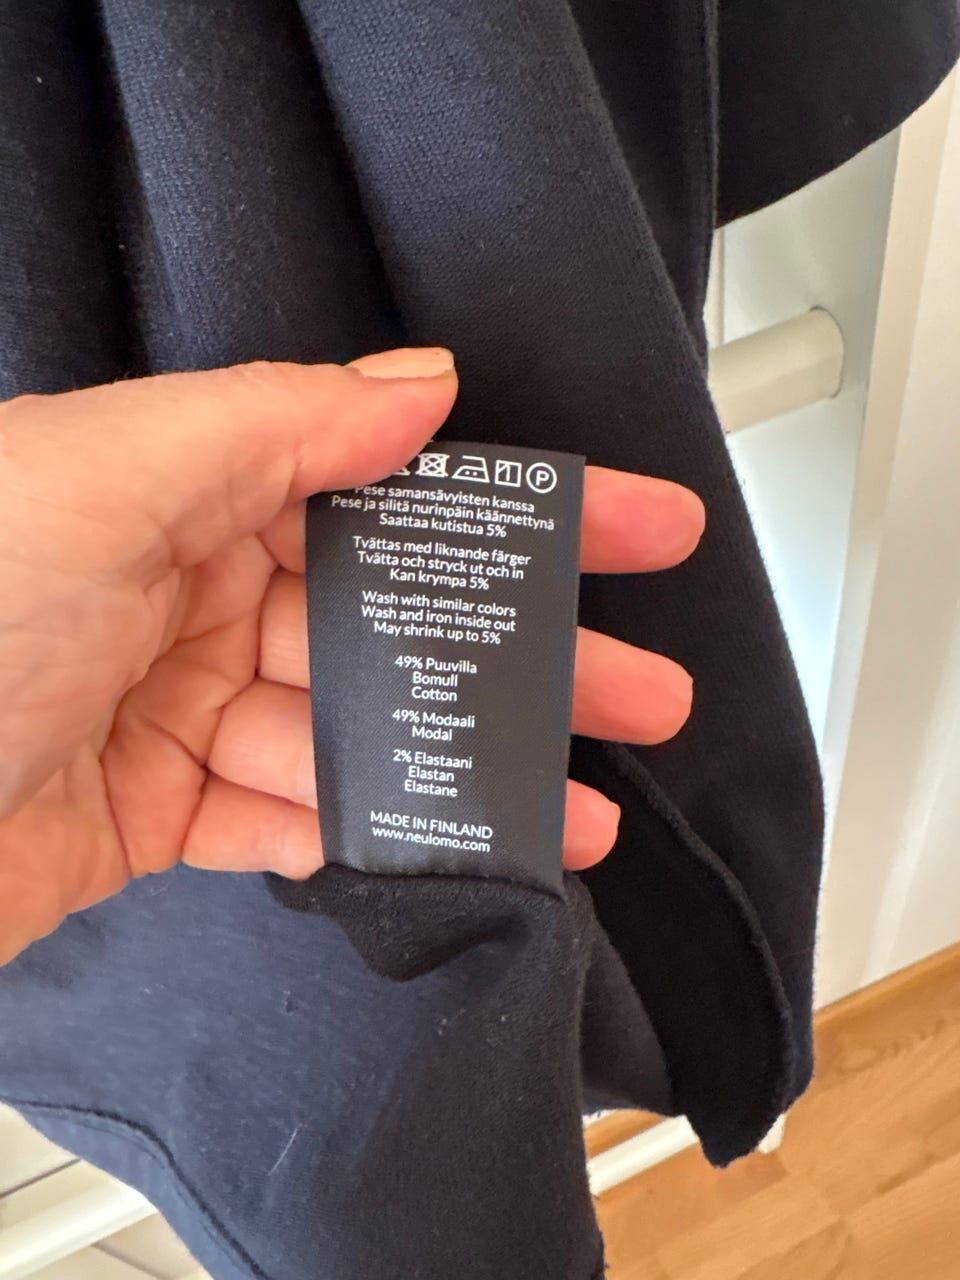 P
Pese samansävyisten kanssa
Pese ja silitä nurinpäin käännettynä
Saattaa kutistua 5%
Tvättas med liknande färger
Tvätta och stryck ut och in
Kan krympa 5%
Wash with similar colors
Wash and iron inside out
May shrink up to 5%
49% Puuvilla
Bomull
Cotton
49% Modaali
Modal
2% Elastaani
Elastan
Elastane
MADE IN FINLAND
www.neulomo.com